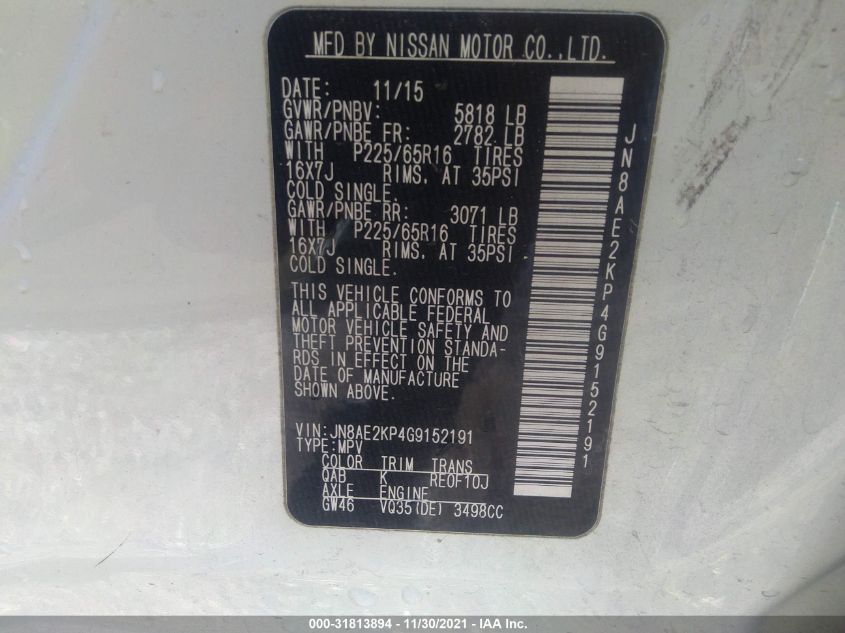 MFD BY NISSAN MOTOR CO.,LTD.
DATE: 11/15
GVWR/PNBV: 5818 LB
GAWR/PNBE FR: 2782 LB
WITH P225/65R16 TIRES
16X7J RIMS, AT 35PSI
COLD SINGLE.
GAWR/PNBE RR: 3071 LB
WITH P225/65R16 TIRES
16X7J RIMS, AT 35PSI
COLD SINGLE.
THIS VEHICLE CONFORMS TO
ALL APPLICABLE FEDERAL
MOTOR VEHICLE SAFETY AND
THEFT PREVENTION STANDA-
RDS IN EFFECT ON THE
DATE OF MANUFACTURE
SHOWN ABOVE.
VIN:JN8AE2KP4G9152191
TYPE:MPV
COLOR TRIM TRANS
QAB K RE0F10J
AXLE ENGINE
GW46 VQ35(DE) 3498CC
JN8AE2KP4G9152191
000-31813894 - 11/30/2021 - IAA Inc.